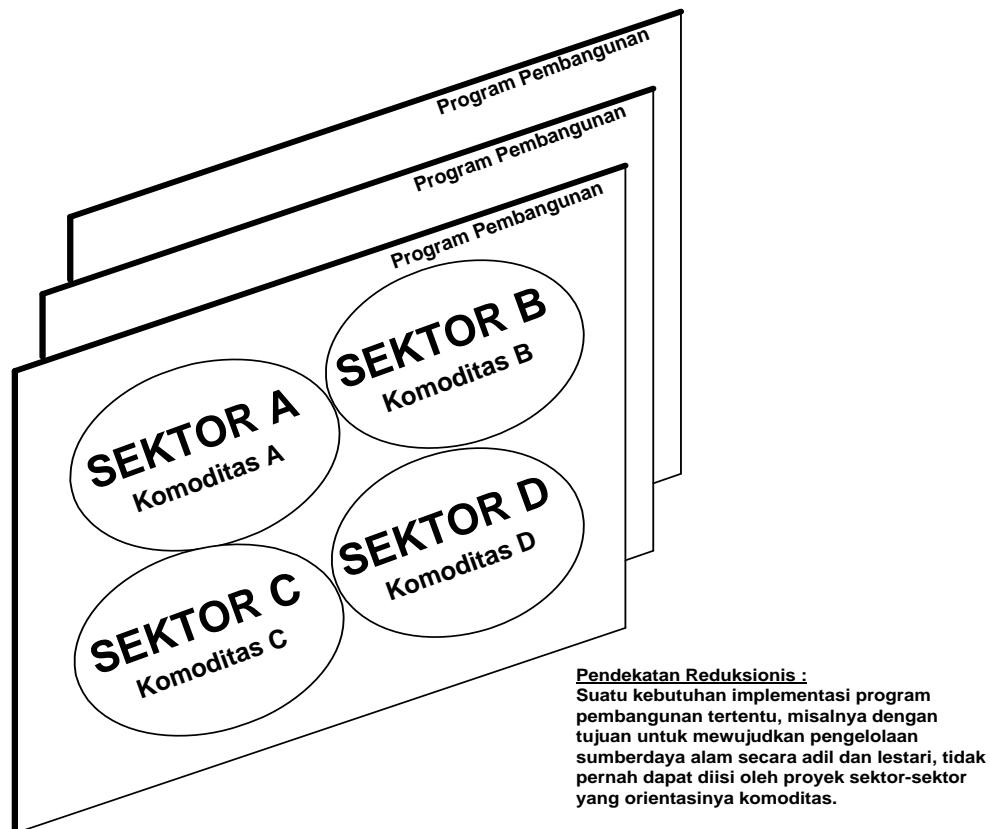 Program Pembangunan
Program Pembangunan
Program Pembangunan
SEKTOR A
Komoditas A
SEKTOR B
Komoditas B
SEKTOR C
Komoditas C
SEKTOR D
Komoditas D
Pendekatan Reduksionis :
Suatu kebutuhan implementasi program
pembangunan tertentu, misalnya dengan
tujuan untuk mewujudkan pengelolaan
sumberdaya alam secara adil dan lestari, tidak
pernah dapat diisi oleh proyek sektor-sektor
yang orientasinya komoditas.